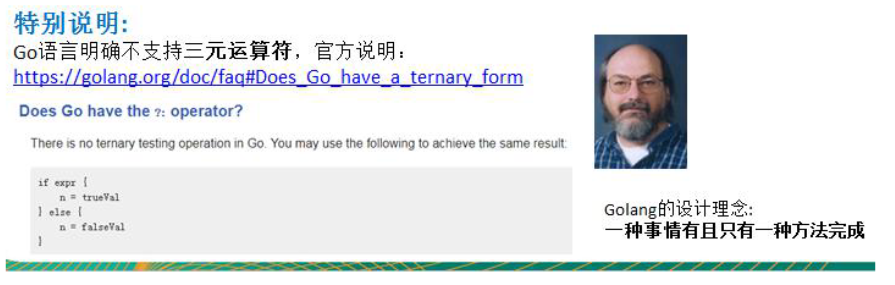 特别说明:
Go语言明确不支持三元运算符，官方说明：
https://golang.org/doc/faq#Does_Go_have_a_ternary_form
Does Go have the ?: operator?
There is no ternary testing operation in Go. You may use the following to achieve the same result:
if expr {
    n = trueVal
} else {
    n = falseVal
}
Golang的设计理念:
一种事情有且只有一种方法完成